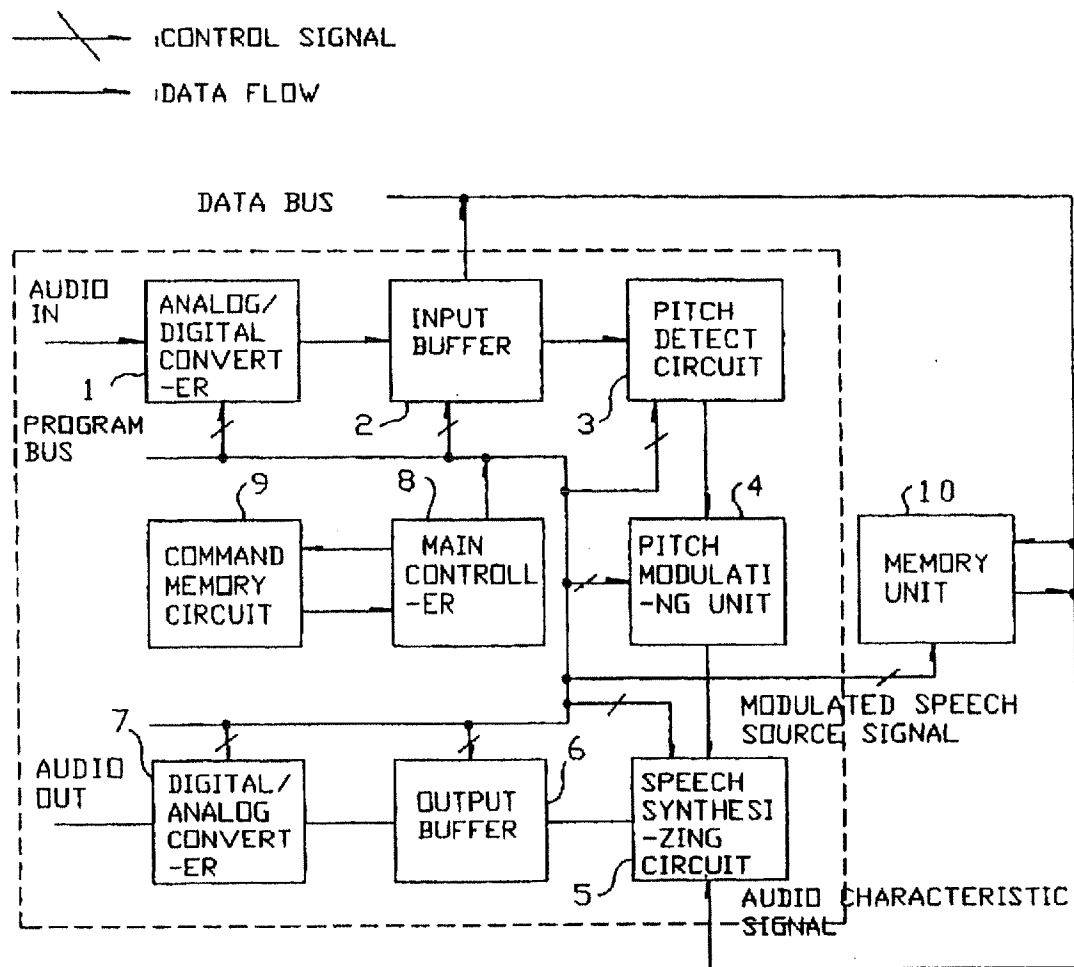 :CONTROL SIGNAL
:DATA FLOW
DATA BUS
AUDIO
IN
ANALOG/
DIGITAL
CONVERT
-ER
1
INPUT
BUFFER
2
PITCH
DETECT
CIRCUIT
3
PROGRAM
BUS
9
COMMAND
MEMORY
CIRCUIT
8
MAIN
CONTROLL
-ER
4
PITCH
MODULATI
-NG UNIT
10
MEMORY
UNIT
MODULATED SPEECH
SOURCE SIGNAL
7
AUDIO
OUT
DIGITAL/
ANALOG
CONVERT
-ER
6
OUTPUT
BUFFER
SPEECH
SYNTHESI
-ZING
CIRCUIT
5
AUDIO CHARACTERISTIC
SIGNAL